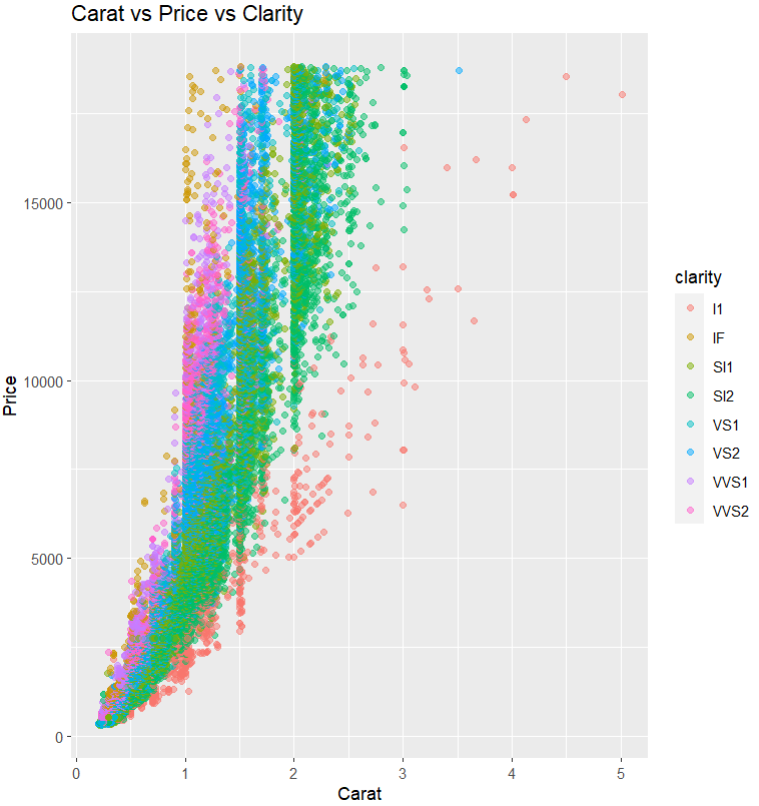 Carat vs Price vs Clarity
Price
15000
10000
5000
0
0 1 2 3 4 5
Carat
clarity
I1
IF
SI1
SI2
VS1
VS2
VVS1
VVS2